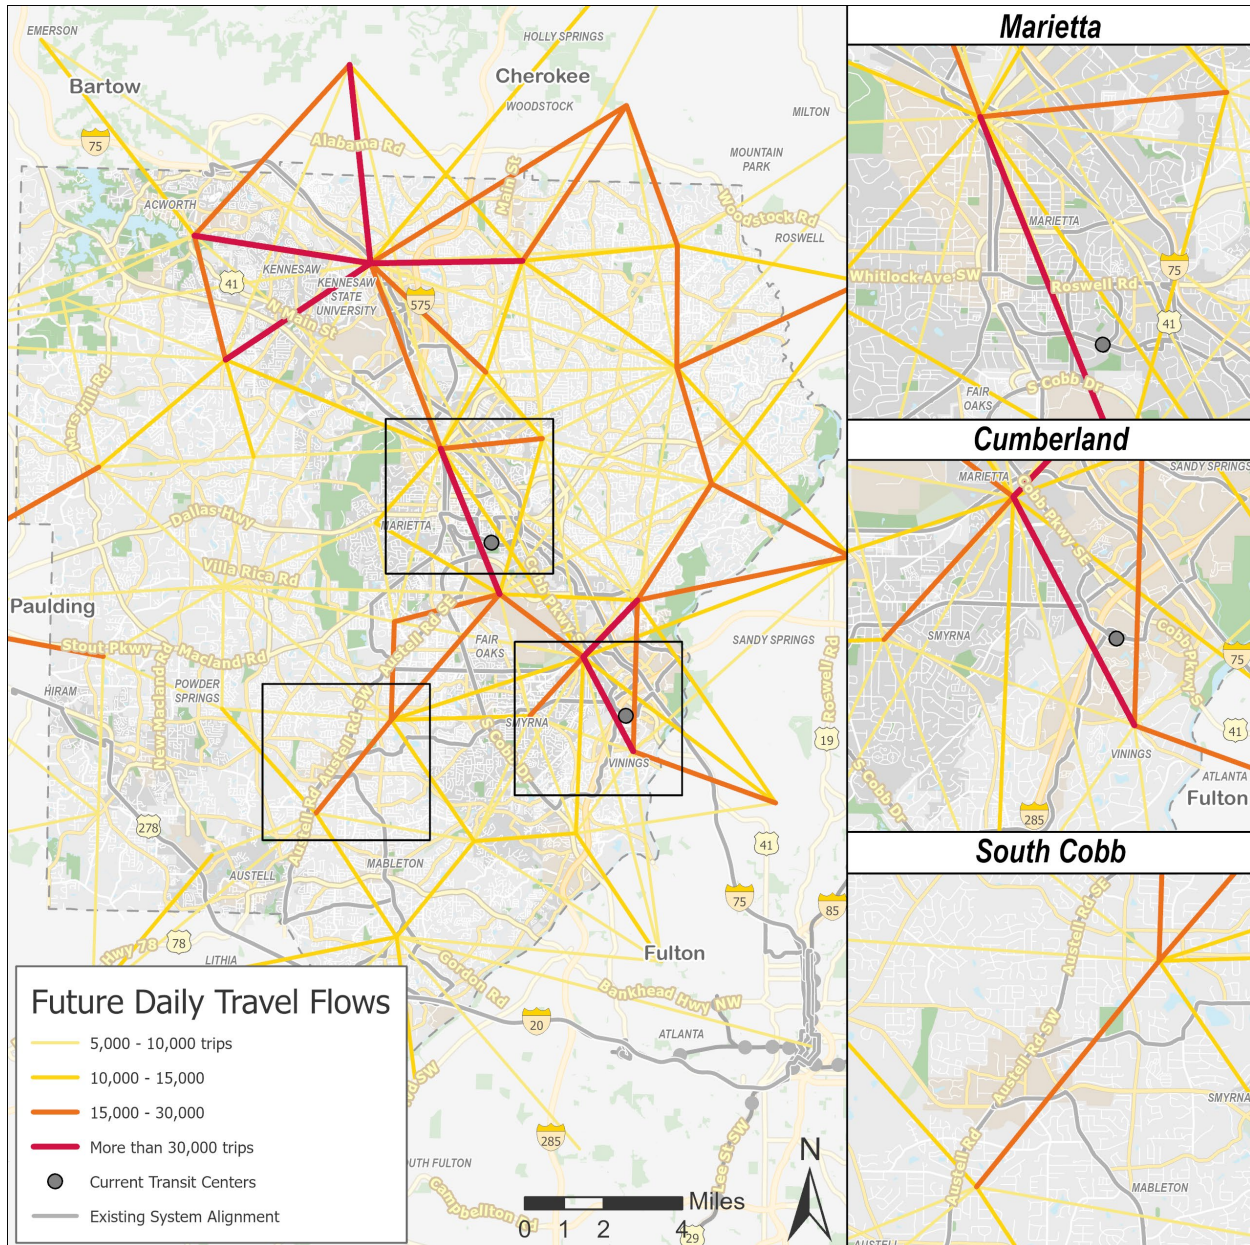 EMERSON
Bartow
HOLLY SPRINGS
Cherokee
WOODSTOCK
MILTON
75
Alabama Rd
Main St
MOUNTAIN
PARK
ACWORTH
Woodstock Rd
ROSWELL
41
KENNESAW
KENNESAW
STATE
UNIVERSITY
575
N Main St
Mars Hill Rd
Dallas Hwy
MARIETTA
Villa Rica Rd
Cobb Pkwy
Paulding
Austell Rd SE
FAIR
OAKS
SANDY SPRINGS
Stout Pkwy
Macland Rd
New Macland Rd
HIRAM
POWDER
SPRINGS
Austell Rd SW
SMYRNA
S Cobb Dr
VININGS
Roswell Rd
19
278
Austell Rd
MABLETON
AUSTELL
41
75
85
Hwy 78
78
LITHIA
Fulton
Gordon Rd
Bankhead Hwy NW
20
ATLANTA
285
Lee St SW
Campbellton Rd
29
Future Daily Travel Flows
5,000 - 10,000 trips
10,000 - 15,000
15,000 - 30,000
More than 30,000 trips
Current Transit Centers
Existing System Alignment
N
Miles
0 1 2 4
Marietta
MARIETTA
Whitlock Ave SW
Roswell Rd
75
41
FAIR
OAKS
S Cobb Dr
Cumberland
MARIETTA
SANDY SPRINGS
Cobb Pkwy SE
SMYRNA
Cobb Pkwy S
75
41
VININGS
ATLANTA
Fulton
S Cobb Dr
285
South Cobb
Austell Rd SE
Austell Rd SW
SMYRNA
Austell Rd
MABLETON
AUSTELL